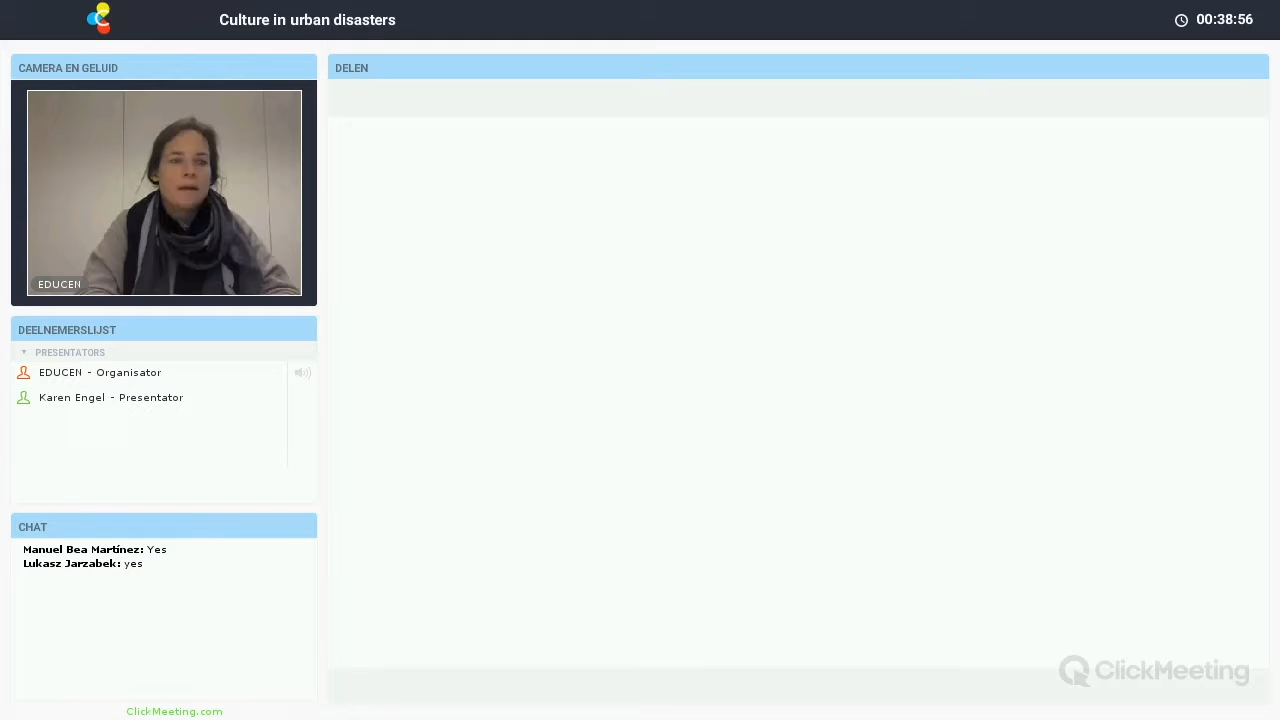 Culture in urban disasters
00:38:56
CAMERA EN GELUID
EDUCEN
DEELNEMERSLIJST
PRESENTATORS
EDUCEN - Organisator
Karen Engel - Presentator
CHAT
Manuel Bea Martínez: Yes
Lukasz Jarzabek: yes
ClickMeeting.com
DELEN
ClickMeeting